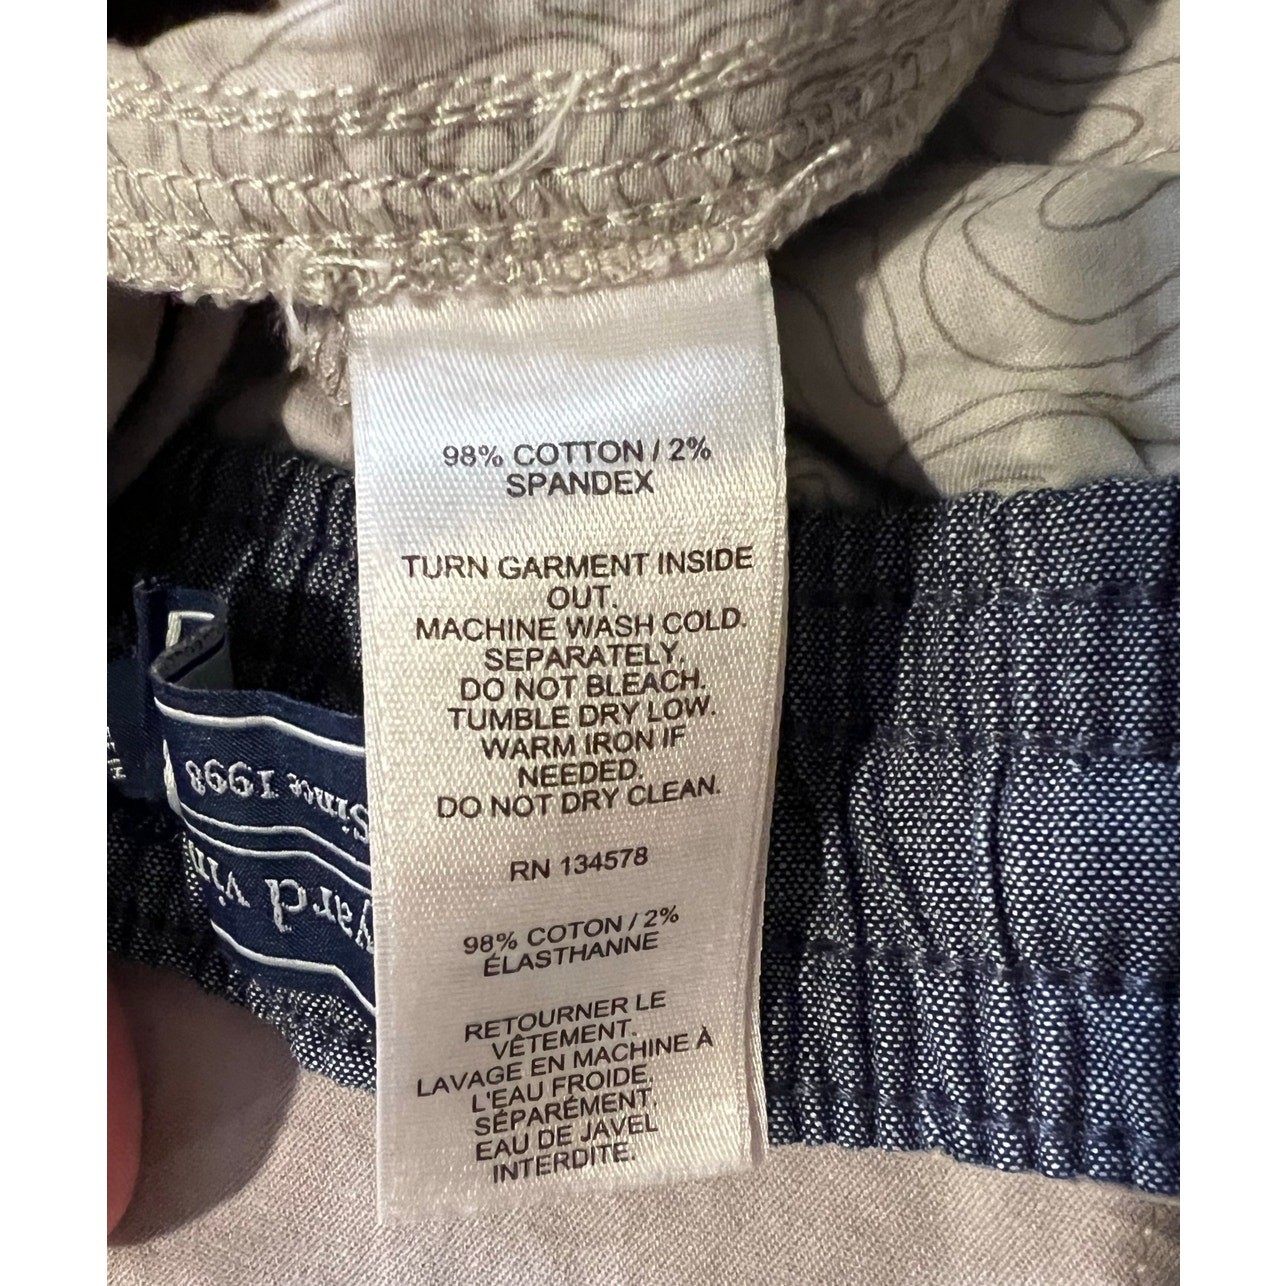 98% COTTON / 2%
SPANDEX
TURN GARMENT INSIDE
OUT.
MACHINE WASH COLD.
SEPARATELY.
DO NOT BLEACH.
TUMBLE DRY LOW.
WARM IRON IF
NEEDED.
DO NOT DRY CLEAN.
RN 134578
98% COTON / 2%
ÉLASTHANNE
RETOURNER LE
VÊTEMENT.
LAVAGE EN MACHINE À
L'EAU FROIDE.
SÉPARÉMENT.
EAU DE JAVEL
INTERDITE.
yard vin
Since 1998